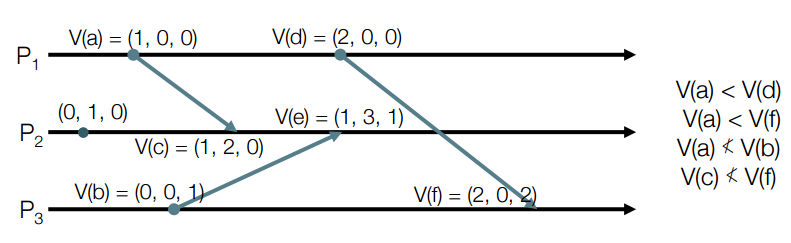 V(a) = (1, 0, 0)
V(d) = (2, 0, 0)
P1
(0, 1, 0)
V(e) = (1, 3, 1)
P2
V(c) = (1, 2, 0)
V(b) = (0, 0, 1)
V(f) = (2, 0, 2)
P3
V(a) < V(d)
V(a) < V(f)
V(a) ≮ V(b)
V(c) ≮ V(f)